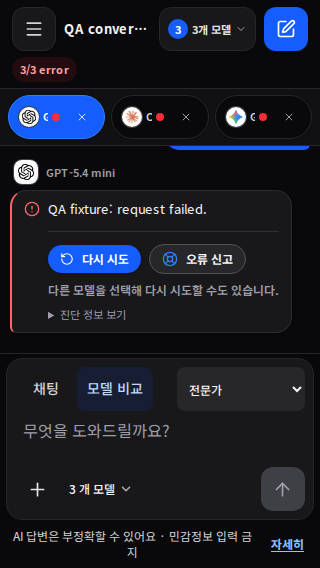 QA conver…
3 3개 모델
3/3 error
G
C
G
GPT-5.4 mini
QA fixture: request failed.
다시 시도 오류 신고
다른 모델을 선택해 다시 시도할 수도 있습니다.
진단 정보 보기
채팅 모델 비교 전문가
무엇을 도와드릴까요?
3 개 모델
AI 답변은 부정확할 수 있어요 · 민감정보 입력 금
지
자세히